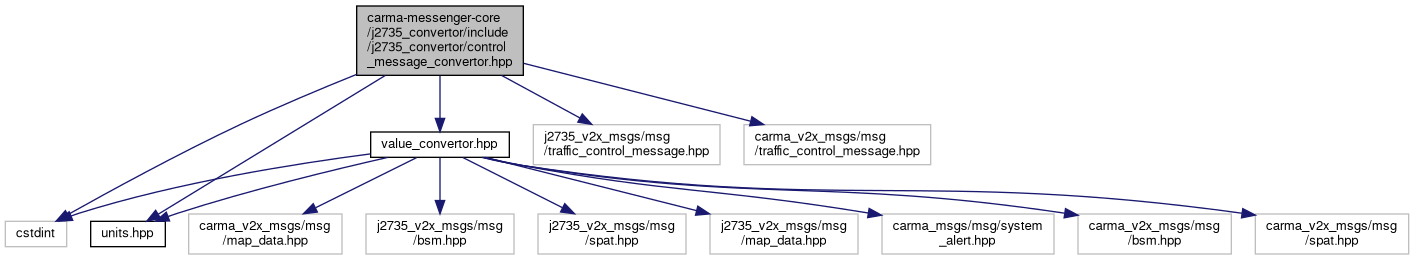 carma-messenger-core
/j2735_convertor/include
/j2735_convertor/control
_message_convertor.hpp
value_convertor.hpp
j2735_v2x_msgs/msg
/traffic_control_message.hpp
carma_v2x_msgs/msg
/traffic_control_message.hpp
cstdint
units.hpp
carma_v2x_msgs/msg
/map_data.hpp
j2735_v2x_msgs/msg
/bsm.hpp
j2735_v2x_msgs/msg
/spat.hpp
j2735_v2x_msgs/msg
/map_data.hpp
carma_msgs/msg/system
_alert.hpp
carma_v2x_msgs/msg
/bsm.hpp
carma_v2x_msgs/msg
/spat.hpp